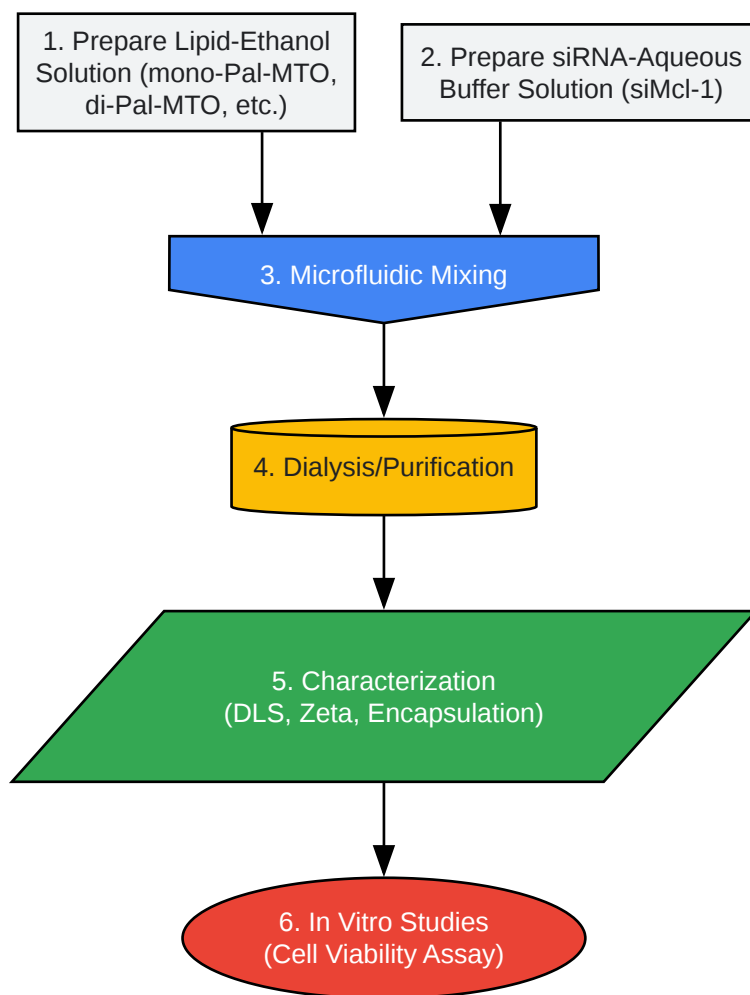 1. Prepare Lipid-Ethanol
Solution (mono-Pal-MTO,
di-Pal-MTO, etc.)
2. Prepare siRNA-Aqueous
Buffer Solution (siMcl-1)
3. Microfluidic Mixing
4. Dialysis/Purification
5. Characterization
(DLS, Zeta, Encapsulation)
6. In Vitro Studies
(Cell Viability Assay)